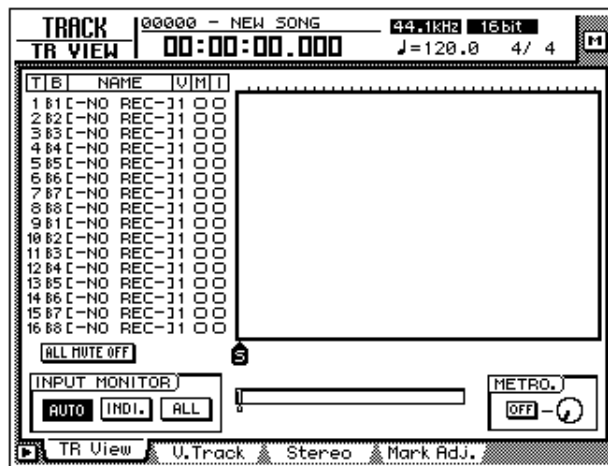 TRACK
TR VIEW
00000 - NEW SONG
00:00:00.000
44.1kHz 16bit
♩=120.0 4/ 4
M
T B NAME V M I
1 B1 [-NO REC-] 1 O O
2 B2 [-NO REC-] 1 O O
3 B3 [-NO REC-] 1 O O
4 B4 [-NO REC-] 1 O O
5 B5 [-NO REC-] 1 O O
6 B6 [-NO REC-] 1 O O
7 B7 [-NO REC-] 1 O O
8 B8 [-NO REC-] 1 O O
9 B1 [-NO REC-] 1 O O
10 B2 [-NO REC-] 1 O O
11 B3 [-NO REC-] 1 O O
12 B4 [-NO REC-] 1 O O
13 B5 [-NO REC-] 1 O O
14 B6 [-NO REC-] 1 O O
15 B7 [-NO REC-] 1 O O
16 B8 [-NO REC-] 1 O O
ALL MUTE OFF
S
INPUT MONITOR
AUTO INDI. ALL
METRO.
OFF
TR View V.Track Stereo Mark Adj.